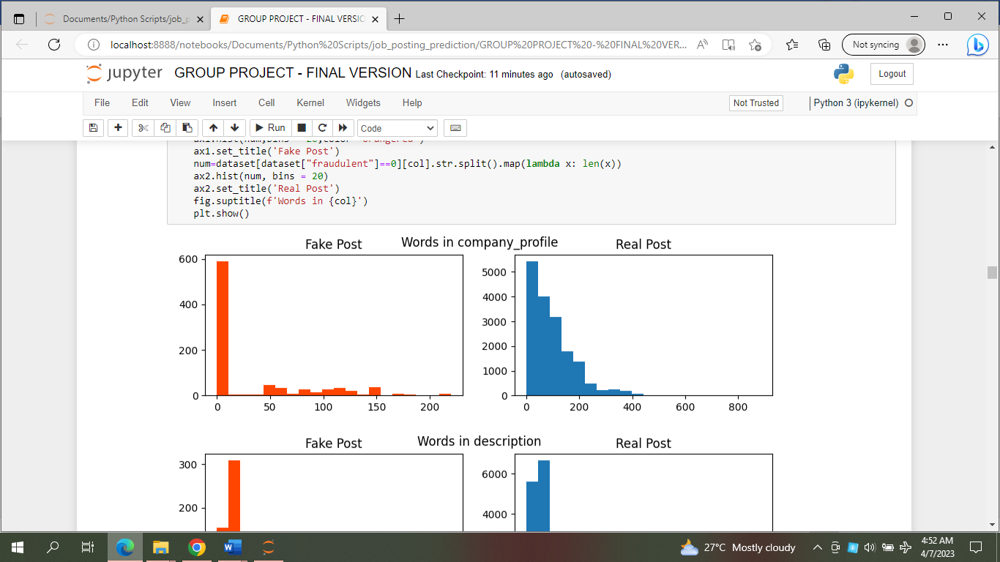 Documents/Python Scripts/job_p
GROUP PROJECT - FINAL VERSIO
localhost:8888/notebooks/Documents/Python%20Scripts/job_posting_prediction/GROUP%20PROJECT%20-%20FINAL%20VER...
Not syncing
jupyter GROUP PROJECT - FINAL VERSION Last Checkpoint: 11 minutes ago (autosaved)
Logout
File Edit View Insert Cell Kernel Widgets Help
Not Trusted
Python 3 (ipykernel)
Run
Code
ax1.set_title('Fake Post')
num=dataset[dataset["fraudulent"]==0][col].str.split().map(lambda x: len(x))
ax2.hist(num, bins = 20)
ax2.set_title('Real Post')
fig.suptitle(f'Words in {col}')
plt.show()
Words in company_profile
Fake Post
600
400
200
0
0 50 100 150 200
Real Post
5000
4000
3000
2000
1000
0
0 200 400 600 800
Words in description
Fake Post
300
200
Real Post
6000
4000
27°C Mostly cloudy
4:52 AM
4/7/2023